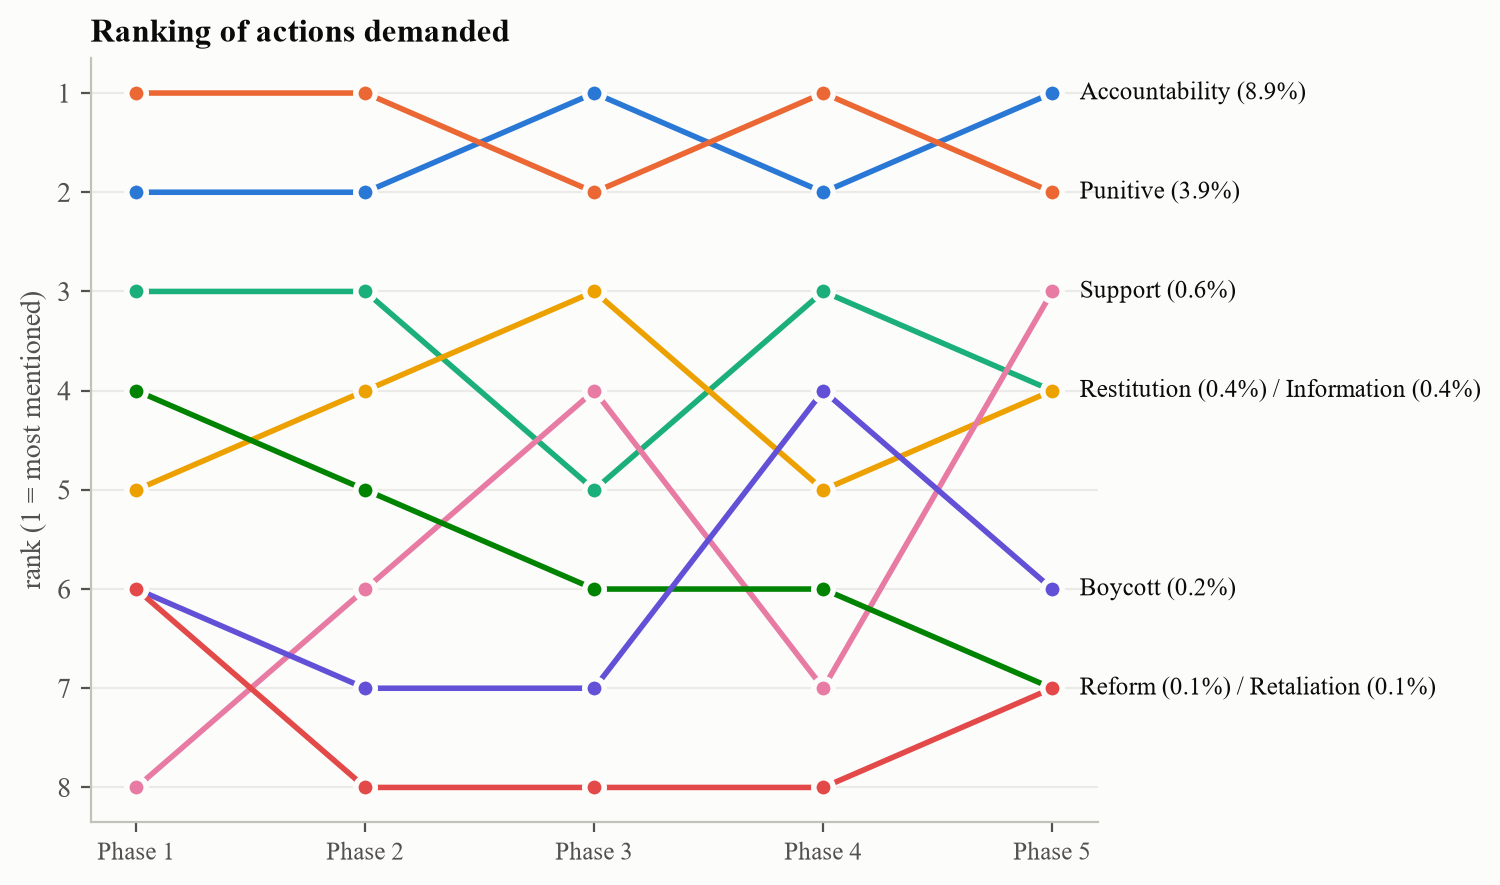 Ranking of actions demanded
rank (1 = most mentioned)
1
2
3
4
5
6
7
8
Accountability (8.9%)
Punitive (3.9%)
Support (0.6%)
Restitution (0.4%) / Information (0.4%)
Boycott (0.2%)
Reform (0.1%) / Retaliation (0.1%)
Phase 1
Phase 2
Phase 3
Phase 4
Phase 5